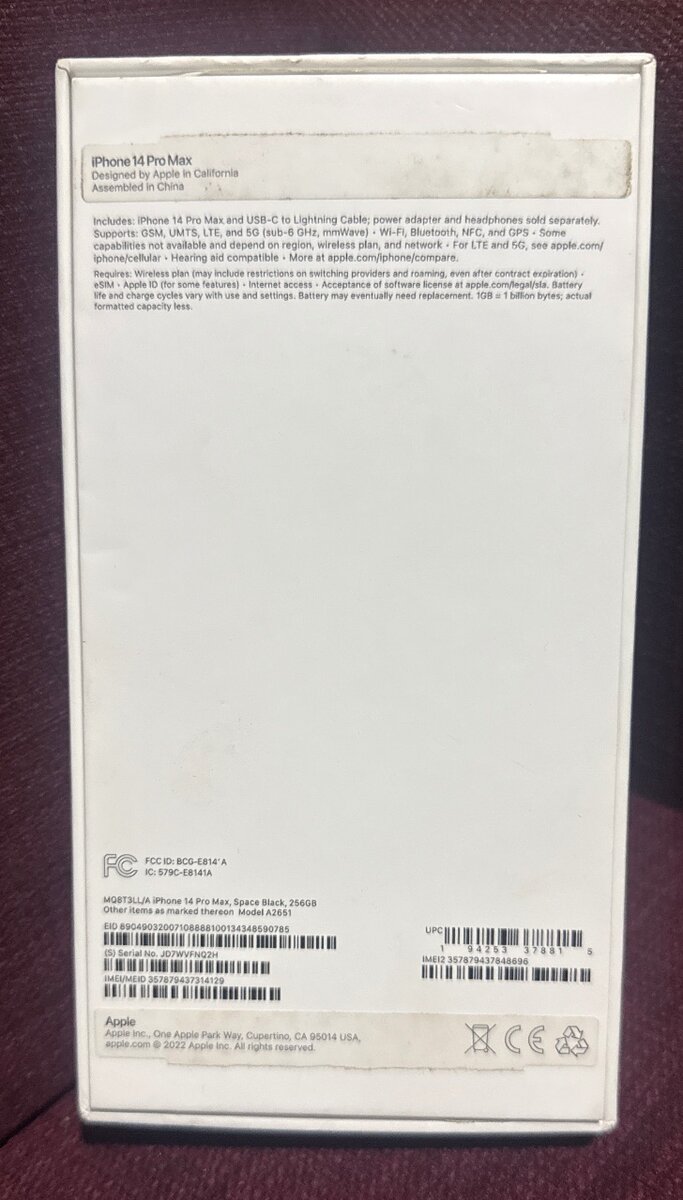 iPhone 14 Pro Max
Designed by Apple in California
Assembled in China
Includes: iPhone 14 Pro Max and USB-C to Lightning Cable; power adapter and headphones sold separately.
Supports: GSM, UMTS, LTE, and 5G (sub-6 GHz, mmWave) • Wi-Fi, Bluetooth, NFC, and GPS • Some
capabilities not available and depend on region, wireless plan, and network • For LTE and 5G, see apple.com/
iphone/cellular • Hearing aid compatible • More at apple.com/iphone/compare.
Requires: Wireless plan (may include restrictions on switching providers and roaming, even after contract expiration) •
eSIM • Apple ID (for some features) • Internet access • Acceptance of software license at apple.com/legal/sla. Battery
life and charge cycles vary with use and settings. Battery may eventually need replacement. 1GB = 1 billion bytes; actual
formatted capacity less.
FC FCC ID: BCG-E8141A
IC: 579C-E8141A
MQ8T3LL/A iPhone 14 Pro Max, Space Black, 256GB
Other items as marked thereon Model A2651
EID 89049032007108888100134348590785
(S) Serial No. JD7WVFNQ2H
IMEI/MEID 357879437314129
UPC
1 94253 37881 5
IMEI2 357879437848696
Apple
Apple Inc., One Apple Park Way, Cupertino, CA 95014 USA,
apple.com © 2022 Apple Inc. All rights reserved.
CE